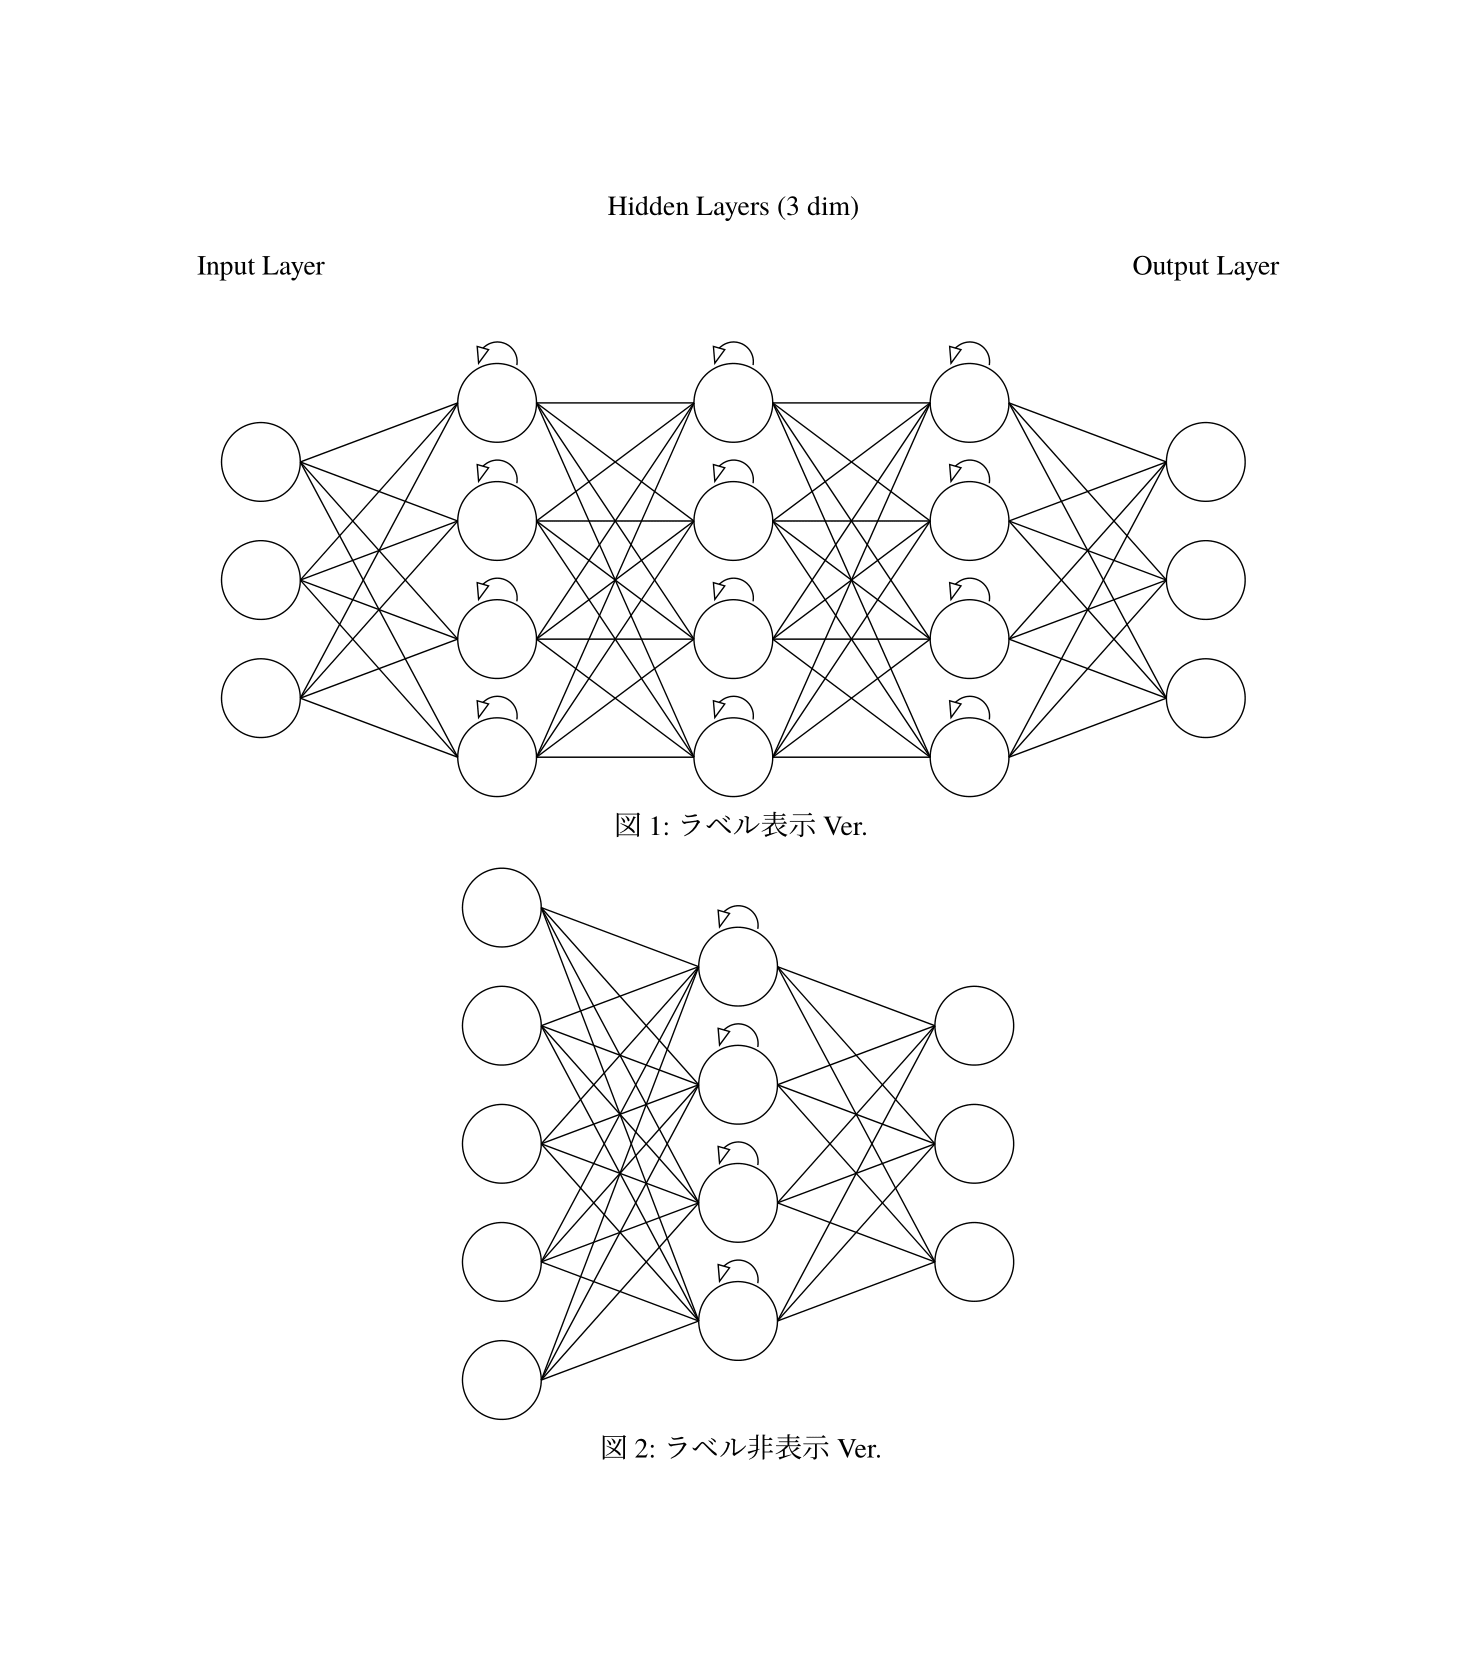 Hidden Layers (3 dim)
Input Layer
Output Layer
図 1: ラベル表示 Ver.
図 2: ラベル非表示 Ver.